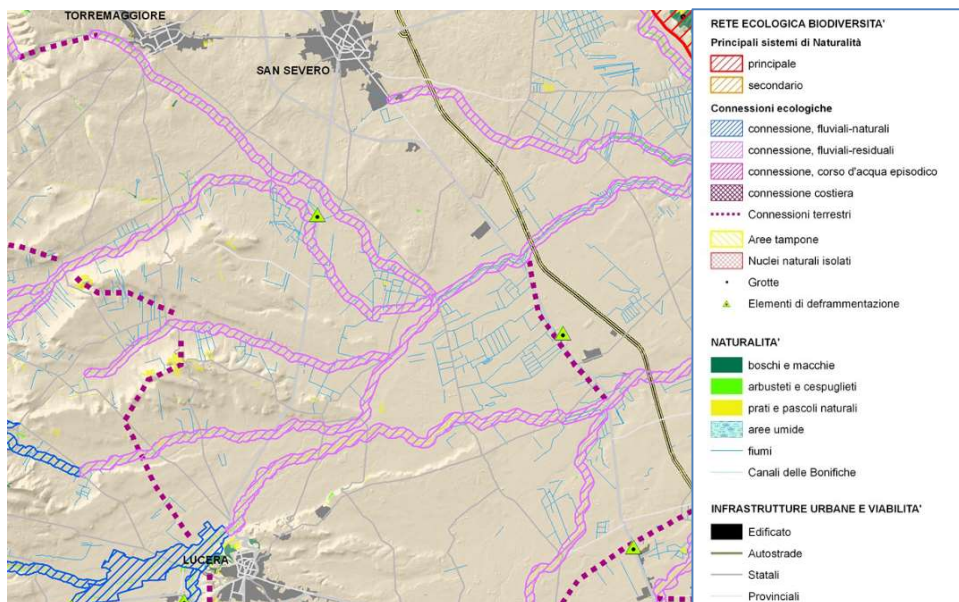 TORREMAGGIORE
SAN SEVERO
LUCERA
RETE ECOLOGICA BIODIVERSITA'
Principali sistemi di Naturalità
principale
secondario
Connessioni ecologiche
connessione, fluviali-naturali
connessione, fluviali-residuali
connessione, corso d'acqua episodico
connessione costiera
Connessioni terrestri
Aree tampone
Nuclei naturali isolati
Grotte
Elementi di deframmentazione
NATURALITA'
boschi e macchie
arbusteti e cespuglieti
prati e pascoli naturali
aree umide
fiumi
Canali delle Bonifiche
INFRASTRUTTURE URBANE E VIABILITA'
Edificato
Autostrade
Statali
Provinciali